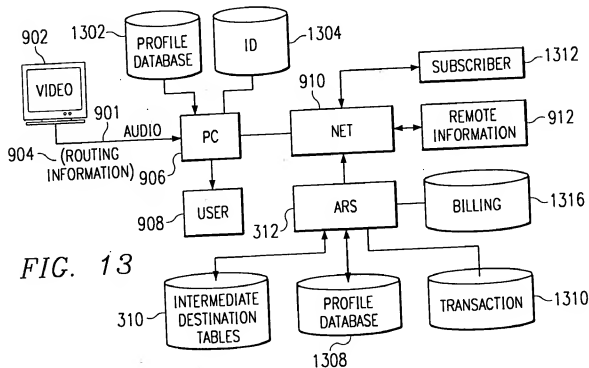 1302
1304
902
PROFILE
DATABASE
ID
910
SUBSCRIBER
1312
VIDEO
901
AUDIO
PC
NET
REMOTE
INFORMATION
912
904
(ROUTING
INFORMATION)
906
908
USER
312
ARS
BILLING
1316
FIG. 13
310
INTERMEDIATE
DESTINATION
TABLES
PROFILE
DATABASE
1308
TRANSACTION
1310